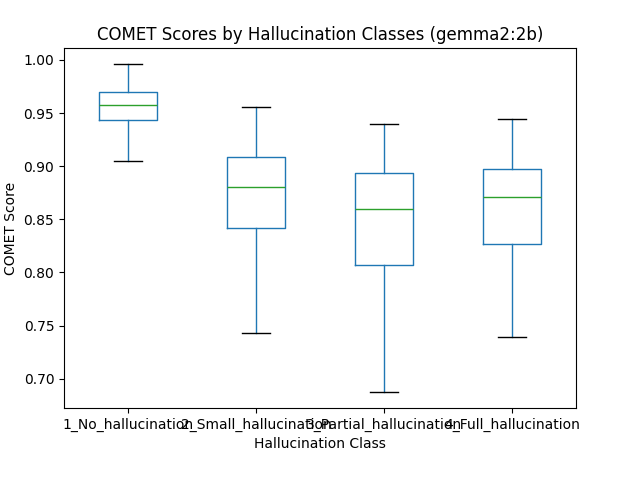 COMET Scores by Hallucination Classes (gemma2:2b)
1.00
0.95
0.90
0.85
0.80
0.75
0.70
COMET Score
1_No_hallucination 2_Small_hallucination 3_Partial_hallucination 4_Full_hallucination
Hallucination Class